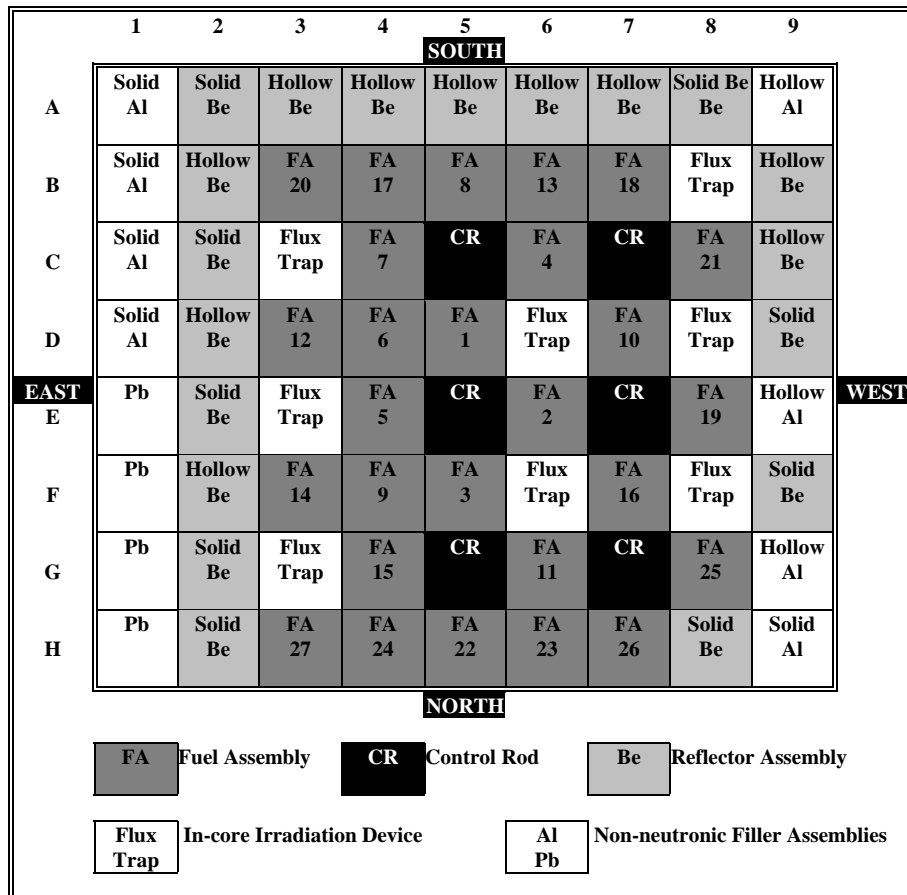 1 2 3 4 5 6 7 8 9
SOUTH
Solid Solid Hollow Hollow Hollow Hollow Hollow Solid Be Hollow
A Al Be Be Be Be Be Be Be Al
Solid Hollow FA FA FA FA FA Flux Hollow
B Al Be 20 17 8 13 18 Trap Be
Solid Solid Flux FA CR FA CR FA Hollow
C Al Be Trap 7 4 21 Be
Solid Hollow FA FA FA Flux FA Flux Solid
D Al Be 12 6 1 Trap 10 Trap Be
EAST Pb Solid Flux FA CR FA CR FA Hollow WEST
E Be Trap 5 2 19 Al
Pb Hollow FA FA FA Flux FA Flux Solid
F Be 14 9 3 Trap 16 Trap Be
Pb Solid Flux FA CR FA CR FA Hollow
G Be Trap 15 11 25 Al
Pb Solid FA FA FA FA FA Solid Solid
H Be 27 24 22 23 26 Be Al
NORTH
FA Fuel Assembly CR Control Rod Be Reflector Assembly
Flux In-core Irradiation Device Al Non-neutronic Filler Assemblies
Trap Pb